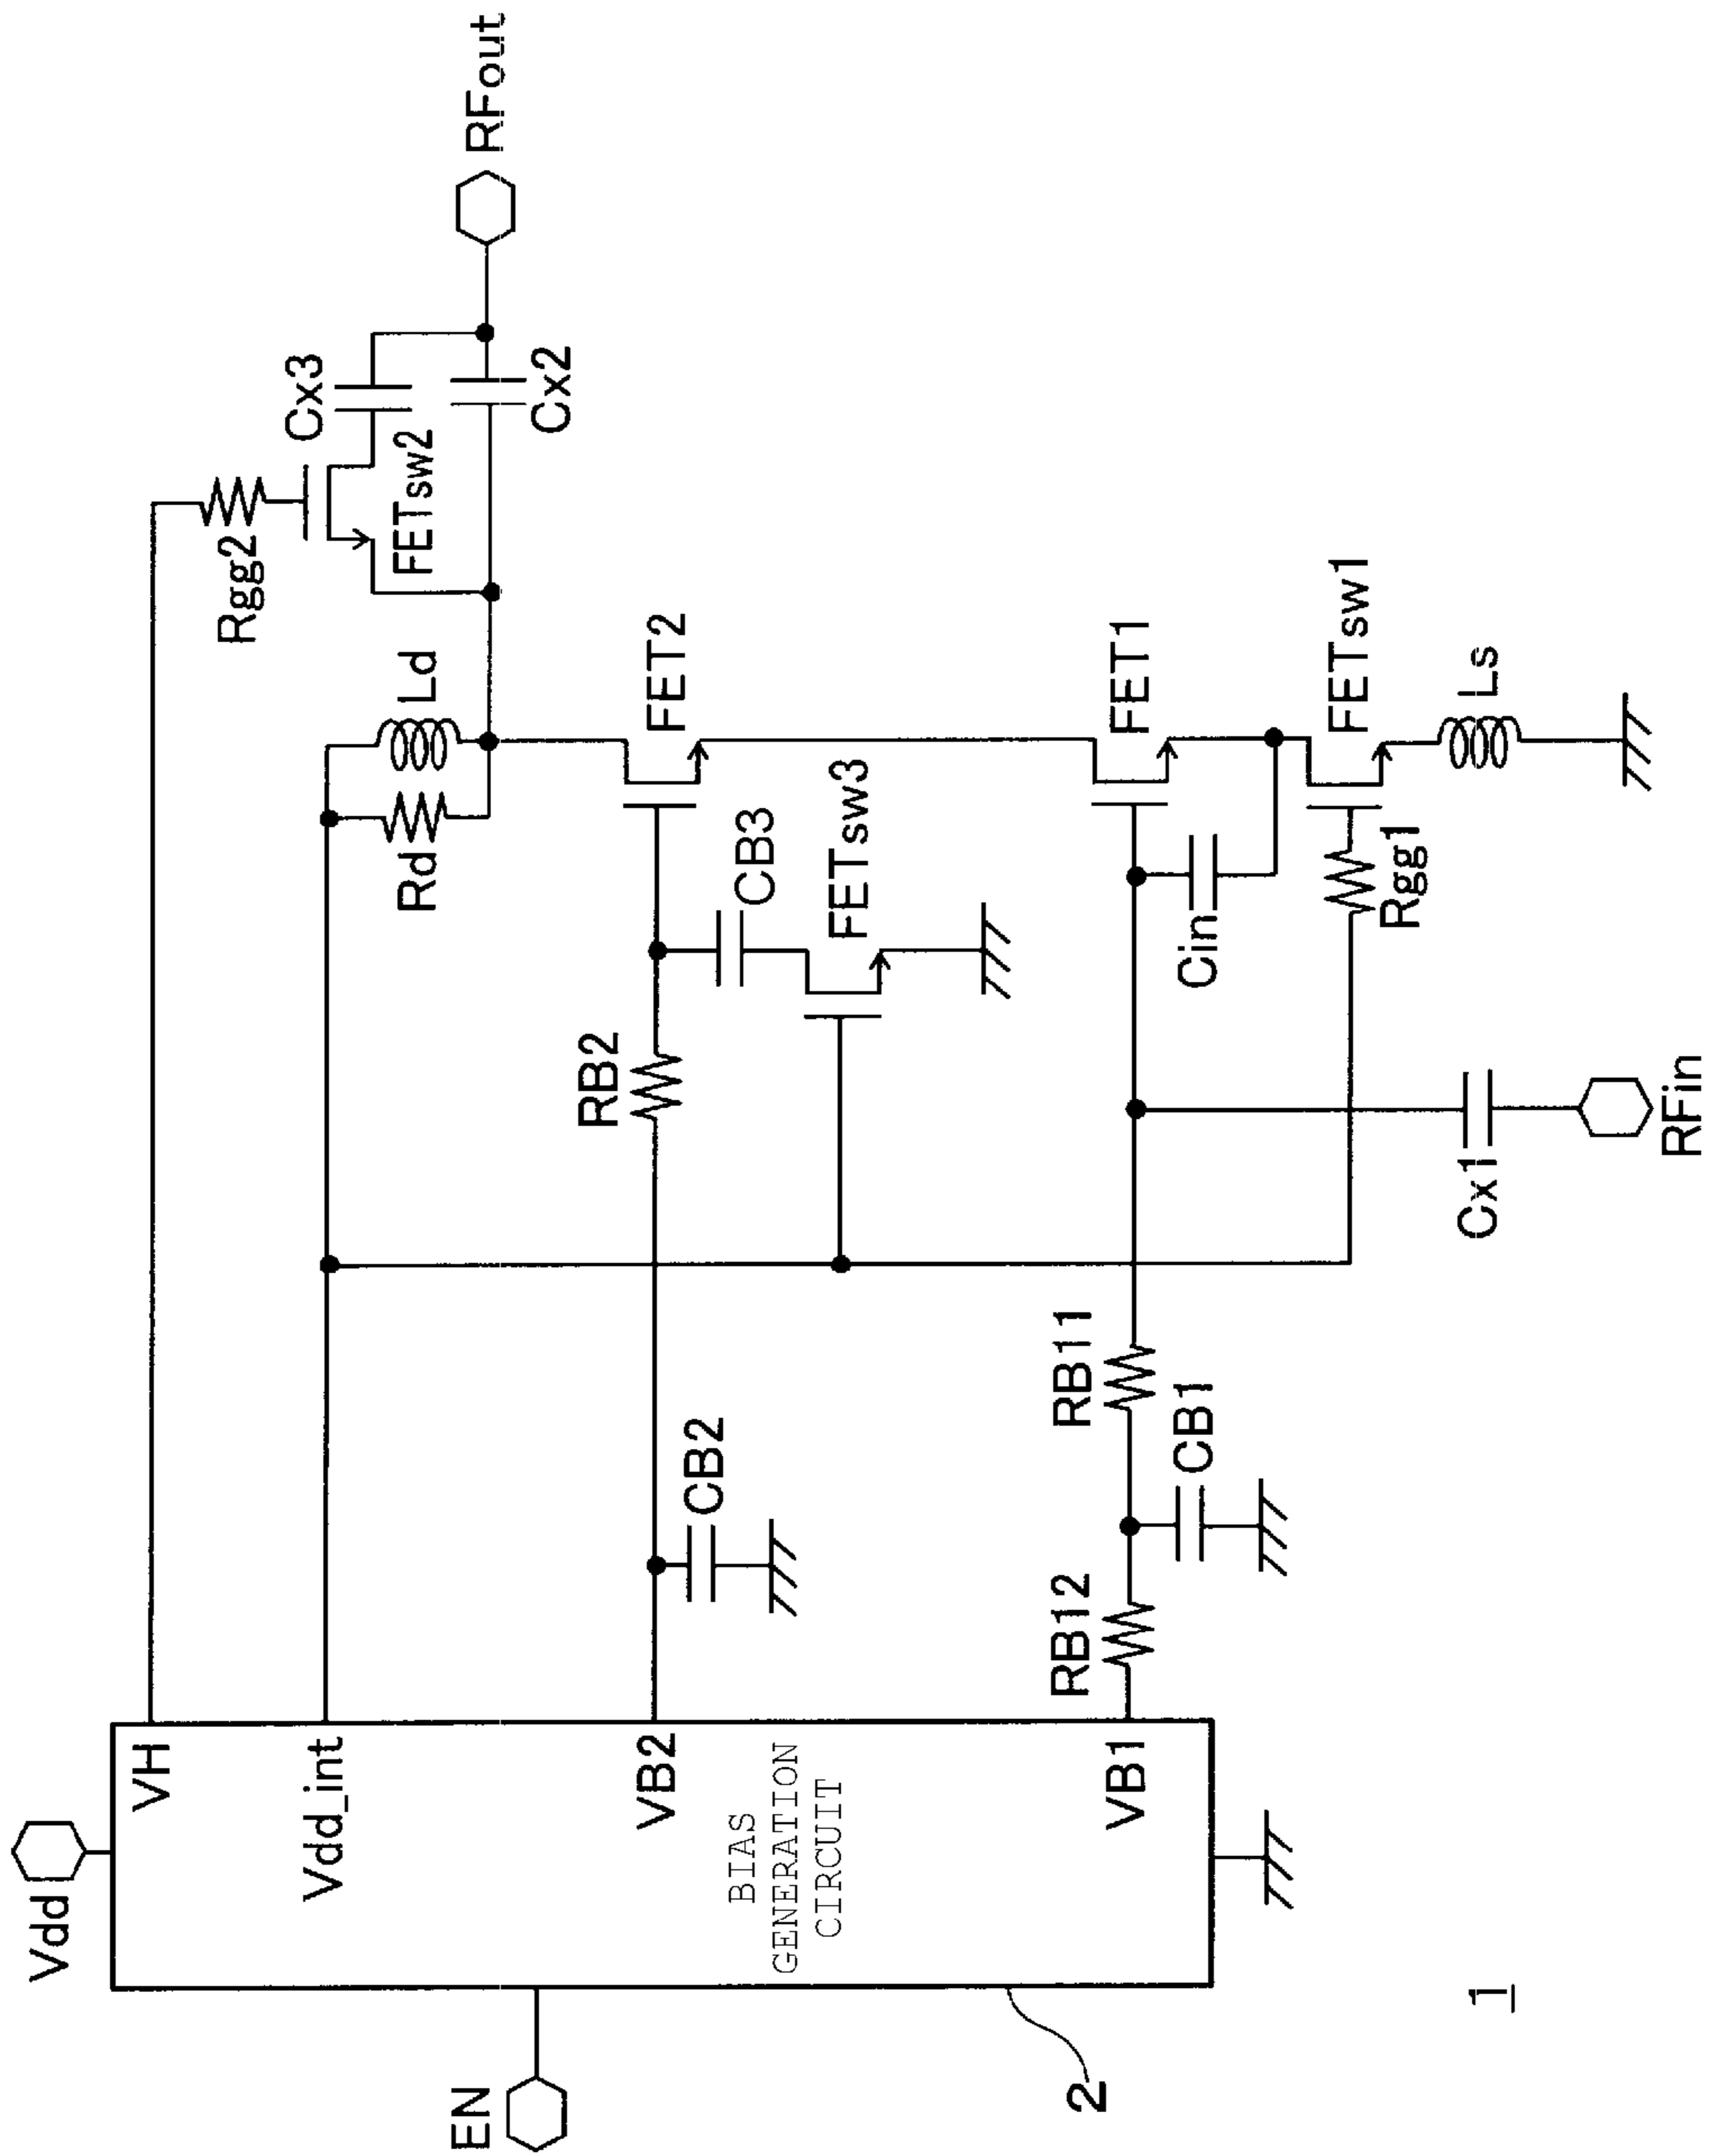 Vdd
EN
VH
Vdd_int
VB2
BIAS
GENERATION
CIRCUIT
VB1
2
1
CB2
RB12
CB1
RB11
RB2
CB3
FETsw3
Rd
Ld
Rgg2
FETsw2
Cx3
Cx2
RFout
FET2
FET1
Cin
FETsw1
Rgg1
Ls
Cx1
RFin